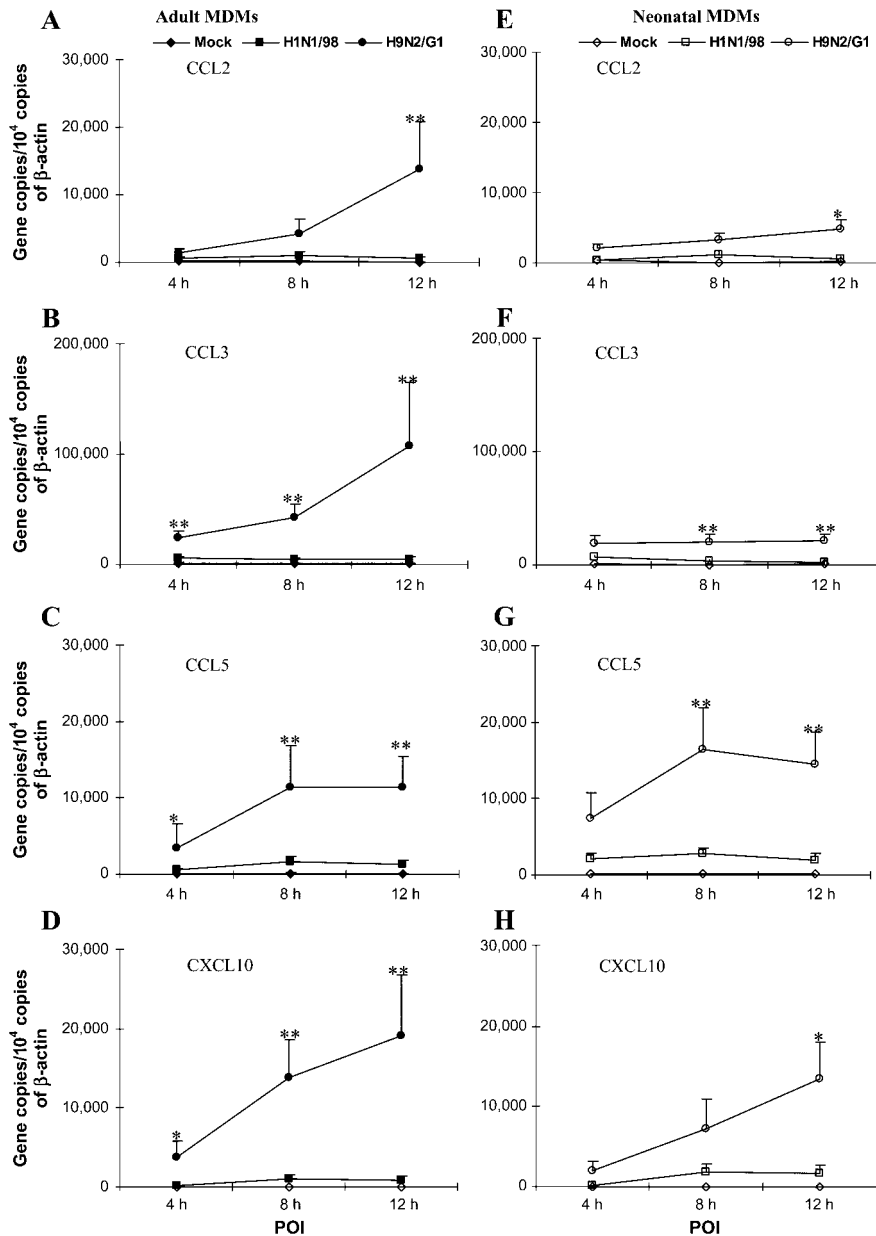 A Adult MDMs
Mock H1N1/98 H9N2/G1
30,000
CCL2
**
20,000
10,000
0
4 h 8 h 12 h
Gene copies/10⁴ copies
of β-actin
E Neonatal MDMs
Mock H1N1/98 H9N2/G1
30,000
CCL2
20,000
10,000
*
0
4 h 8 h 12 h
B
200,000
CCL3
**
100,000
**
**
0
4 h 8 h 12 h
Gene copies/10⁴ copies
of β-actin
F
200,000
CCL3
100,000
** **
0
4 h 8 h 12 h
C
30,000
CCL5
20,000
** **
10,000
*
0
4 h 8 h 12 h
Gene copies/10⁴ copies
of β-actin
G
30,000
CCL5
**
20,000
**
10,000
0
4 h 8 h 12 h
D
30,000
CXCL10
**
20,000
**
10,000
*
0
4 h 8 h 12 h
POI
Gene copies/10⁴ copies
of β-actin
H
30,000
CXCL10
20,000
*
10,000
0
4 h 8 h 12 h
POI